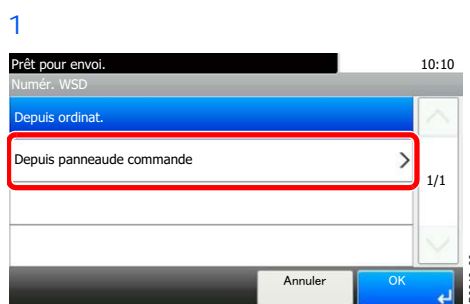 1
Prêt pour envoi. 10:10
Numér. WSD
Depuis ordinat.
Depuis panneaude commande
1/1
Annuler OK